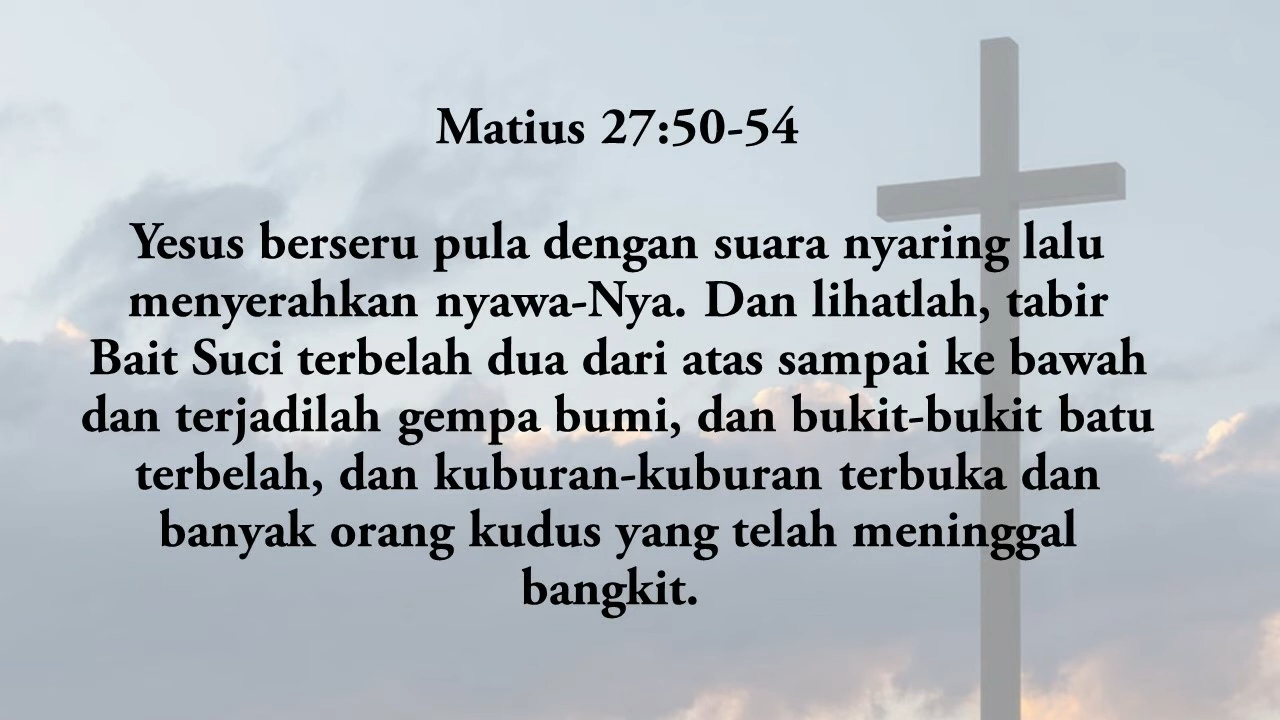 Matius 27:50-54
Yesus berseru pula dengan suara nyaring lalu
menyerahkan nyawa-Nya. Dan lihatlah, tabir
Bait Suci terbelah dua dari atas sampai ke bawah
dan terjadilah gempa bumi, dan bukit-bukit batu
terbelah, dan kuburan-kuburan terbuka dan
banyak orang kudus yang telah meninggal
bangkit.